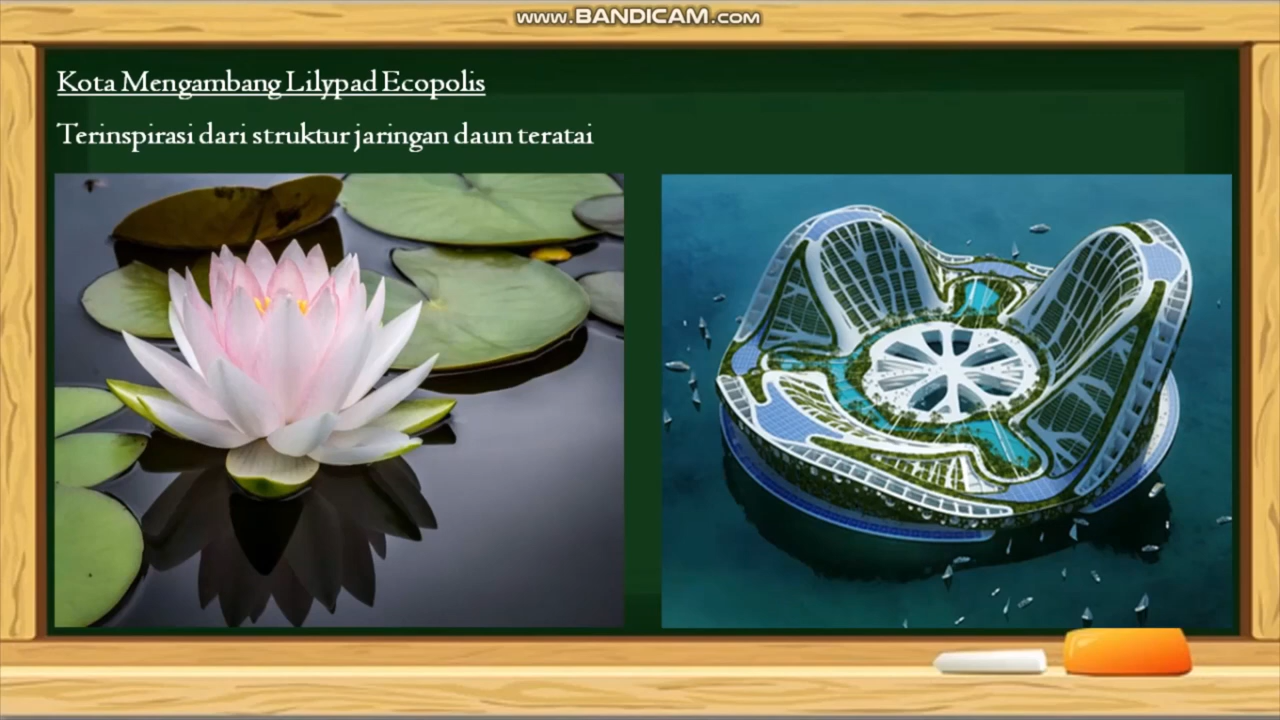 www.BANDICAM.com
Kota Mengambang Lilypad Ecopolis
Terinspirasi dari struktur jaringan daun teratai